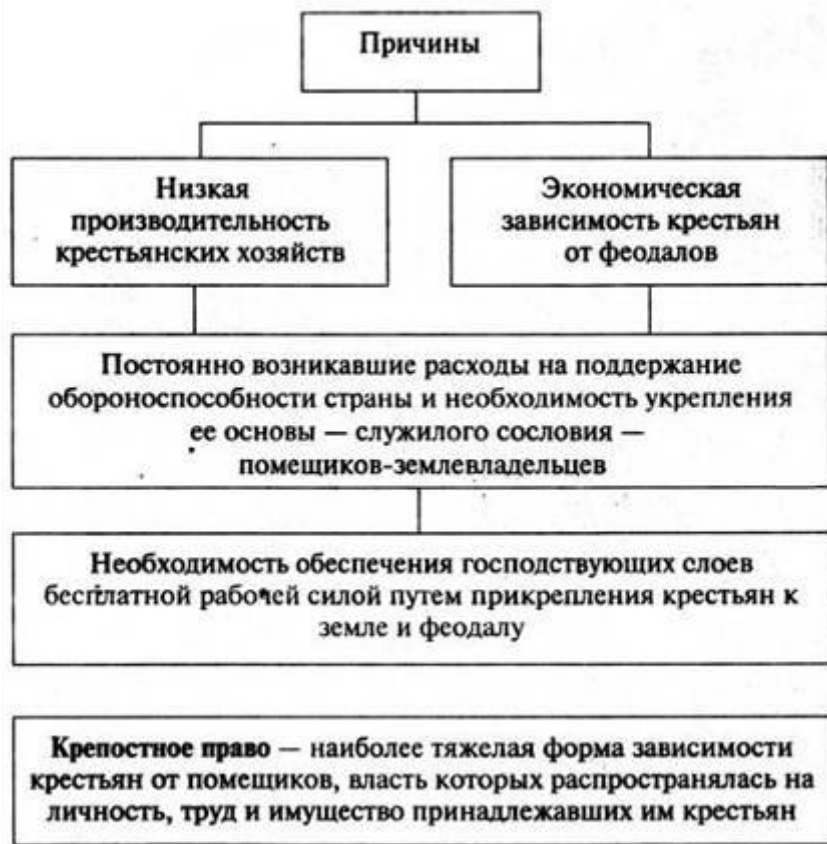 Причины
Низкая
производительность
крестьянских хозяйств
Экономическая
зависимость крестьян
от феодалов
Постоянно возникавшие расходы на поддержание
обороноспособности страны и необходимость укрепления
ее основы — служилого сословия —
помещиков-землевладельцев
Необходимость обеспечения господствующих слоев
бесплатной рабочей силой путем прикрепления крестьян к
земле и феодалу
Крепостное право — наиболее тяжелая форма зависимости
крестьян от помещиков, власть которых распространялась на
личность, труд и имущество принадлежавших им крестьян